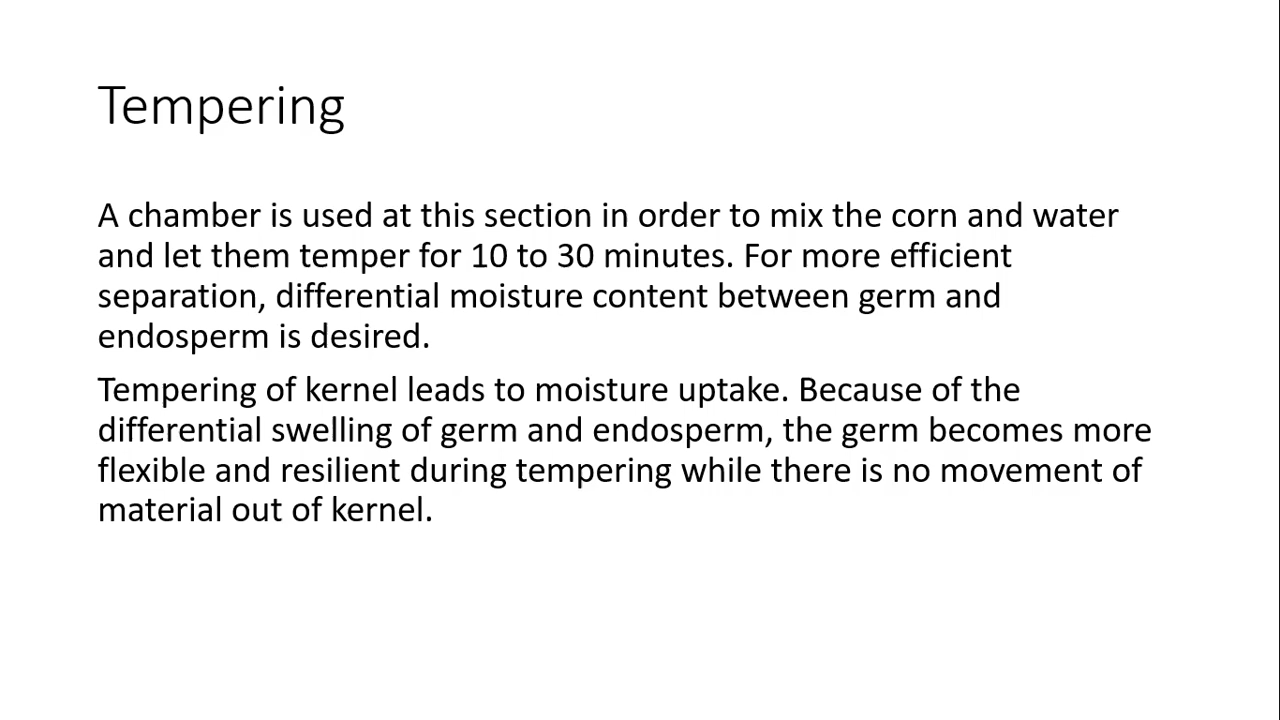 Tempering
A chamber is used at this section in order to mix the corn and water
and let them temper for 10 to 30 minutes. For more efficient
separation, differential moisture content between germ and
endosperm is desired.
Tempering of kernel leads to moisture uptake. Because of the
differential swelling of germ and endosperm, the germ becomes more
flexible and resilient during tempering while there is no movement of
material out of kernel.